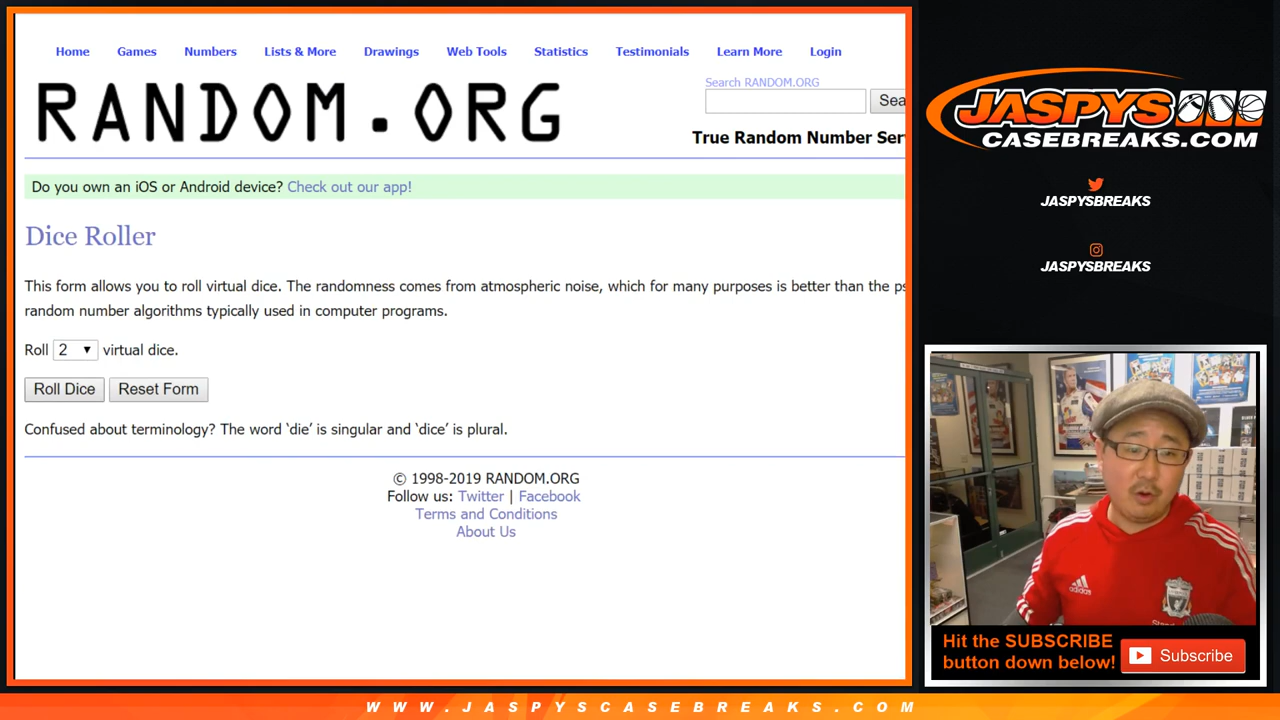 Home Games Numbers Lists & More Drawings Web Tools Statistics Testimonials Learn More Login
RANDOM.ORG
Search RANDOM.ORG
Sea
True Random Number Ser
Do you own an iOS or Android device? Check out our app!
Dice Roller
This form allows you to roll virtual dice. The randomness comes from atmospheric noise, which for many purposes is better than the ps
random number algorithms typically used in computer programs.
Roll 2 virtual dice.
Roll Dice Reset Form
Confused about terminology? The word ‘die’ is singular and ‘dice’ is plural.
© 1998-2019 RANDOM.ORG
Follow us: Twitter | Facebook
Terms and Conditions
About Us
JASPYS
CASEBREAKS.COM
JASPYSBREAKS
JASPYSBREAKS
adidas
Hit the SUBSCRIBE
button down below!
Subscribe
WWW.JASPYSCASEBREAKS.COM